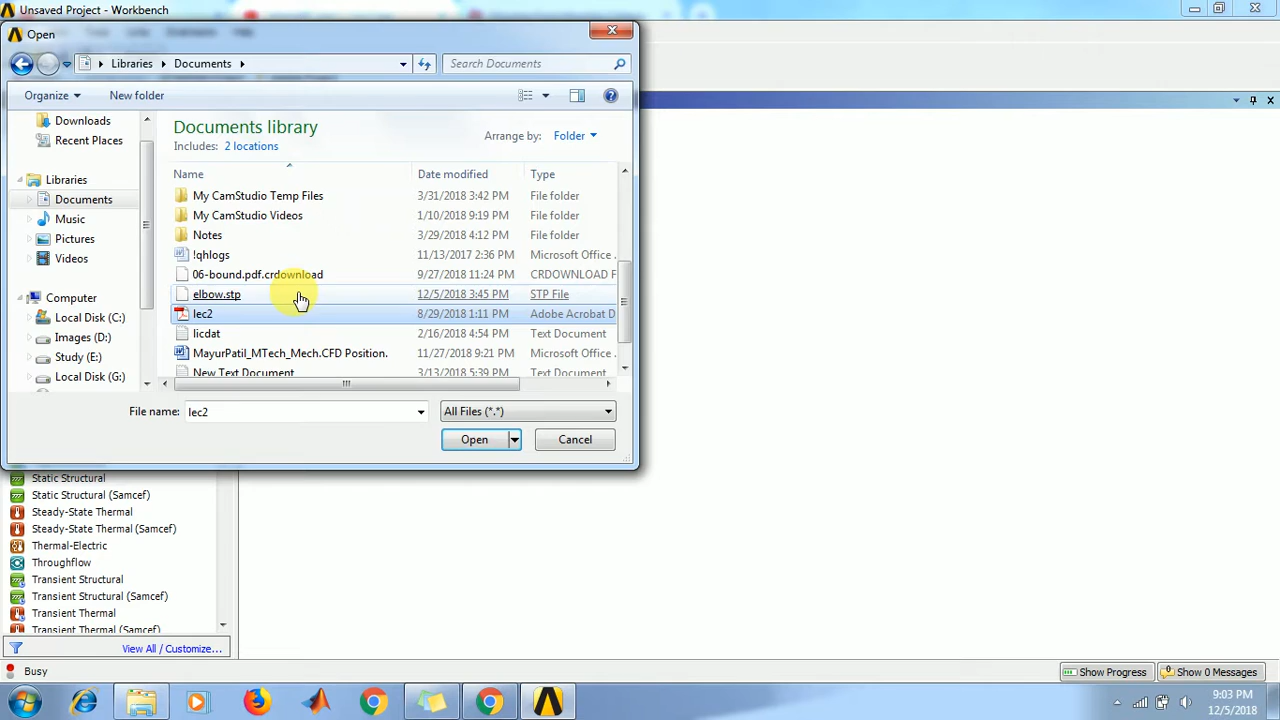 Unsaved Project - Workbench
Open
Libraries
Documents
Search Documents
Organize
New folder
Documents library
Includes: 2 locations
Arrange by: Folder
Name
Date modified
Type
Downloads
Recent Places
Libraries
Documents
Music
Pictures
Videos
Computer
Local Disk (C:)
Images (D:)
Study (E:)
Local Disk (G:)
My CamStudio Temp Files 3/31/2018 3:42 PM File folder
My CamStudio Videos 1/10/2018 9:19 PM File folder
Notes 3/29/2018 4:12 PM File folder
!qhlogs 11/13/2017 2:36 PM Microsoft Office .
06-bound.pdf.crdownload 9/27/2018 11:24 PM CRDOWNLOAD F
elbow.stp 12/5/2018 3:45 PM STP File
lec2 8/29/2018 1:11 PM Adobe Acrobat D
licdat 2/16/2018 4:54 PM Text Document
MayurPatil_MTech_Mech.CFD Position. 11/27/2018 9:21 PM Microsoft Office .
New Text Document 3/13/2018 5:39 PM Text Document
File name: lec2
All Files (*.*)
Open
Cancel
Static Structural
Static Structural (Samcef)
Steady-State Thermal
Steady-State Thermal (Samcef)
Thermal-Electric
Throughflow
Transient Structural
Transient Structural (Samcef)
Transient Thermal
Transient Thermal (Samcef)
View All / Customize...
Busy
Show Progress
Show 0 Messages
9:03 PM
12/5/2018